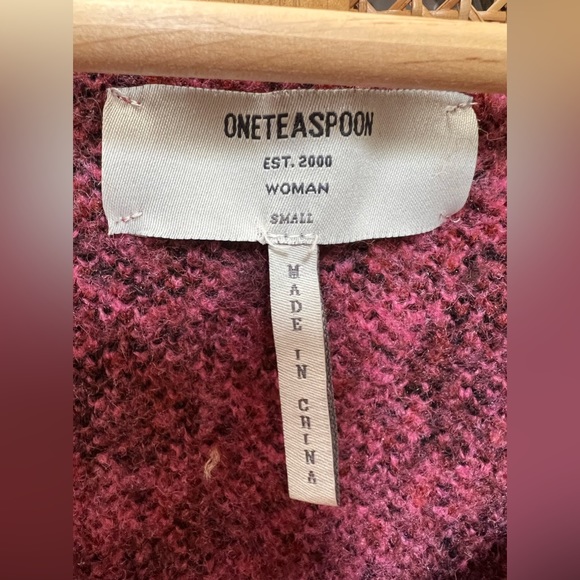 ONETEASPOON
EST. 2000
WOMAN
SMALL
MADE IN CHINA